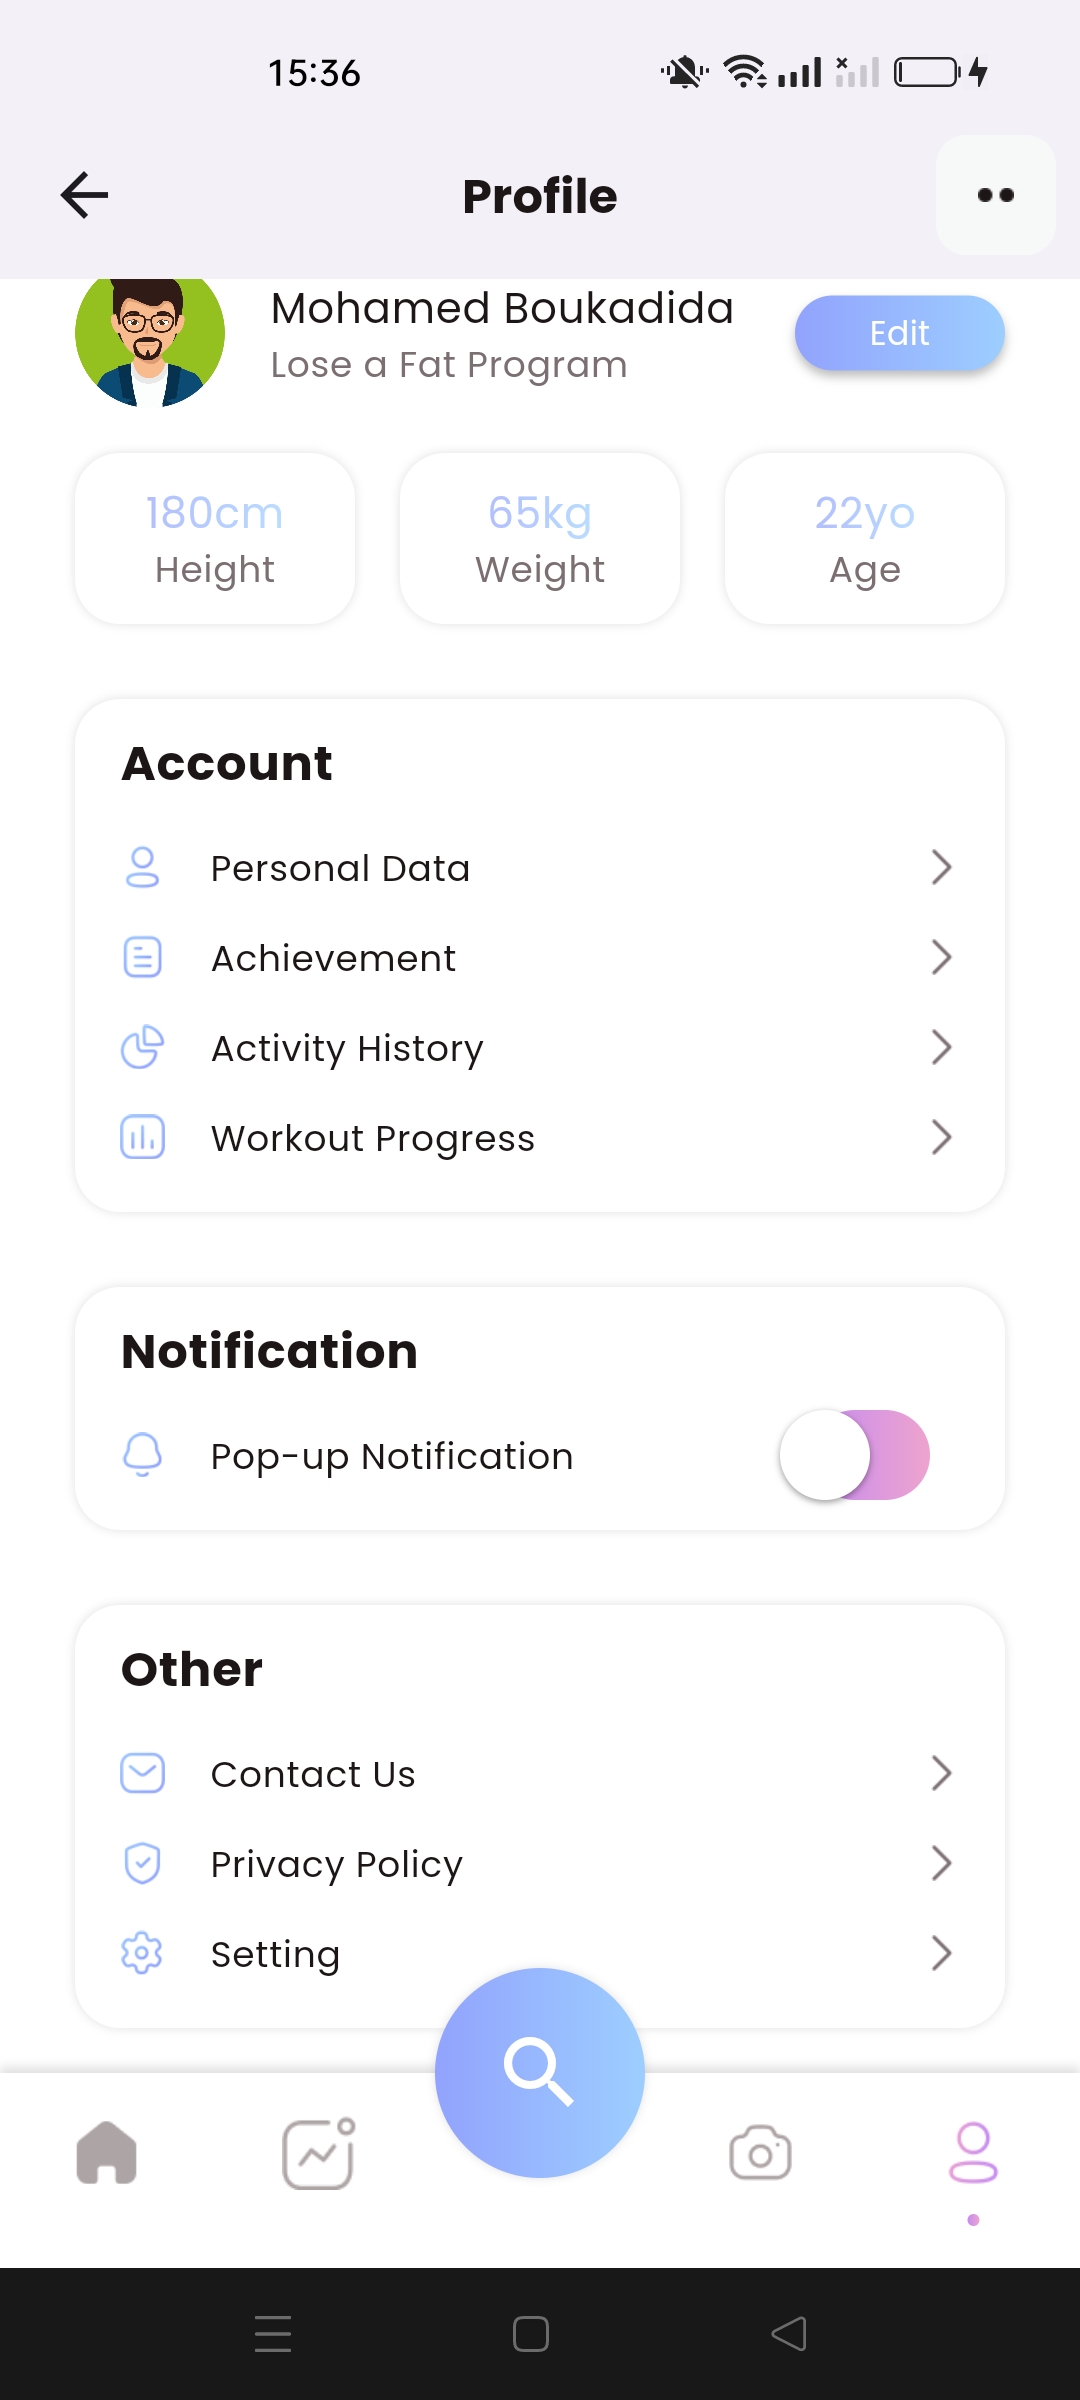 15:36
Profile
Mohamed Boukadida
Lose a Fat Program
Edit
180cm
Height
65kg
Weight
22yo
Age
Account
Personal Data
Achievement
Activity History
Workout Progress
Notification
Pop-up Notification
Other
Contact Us
Privacy Policy
Setting